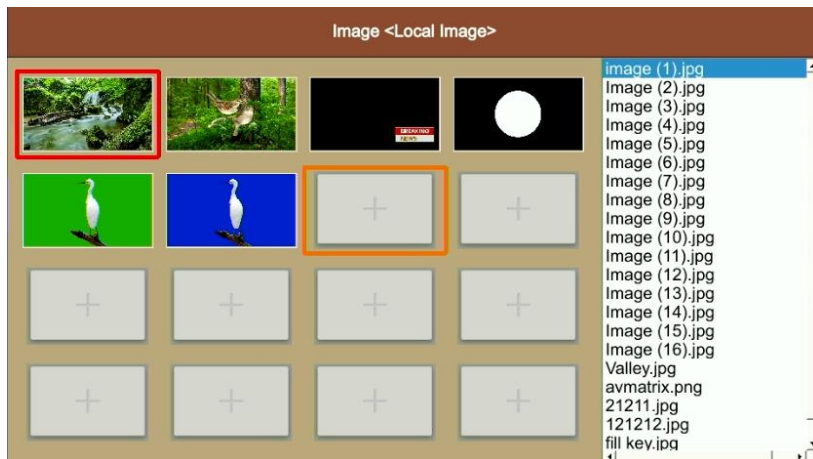 Image <Local Image>
BREAKING
NEWS
image (1).jpg
Image (2).jpg
Image (3).jpg
Image (4).jpg
Image (5).jpg
Image (6).jpg
Image (7).jpg
Image (8).jpg
Image (9).jpg
Image (10).jpg
Image (11).jpg
Image (12).jpg
Image (13).jpg
Image (14).jpg
Image (15).jpg
Image (16).jpg
Valley.jpg
avmatrix.png
21211.jpg
121212.jpg
fill key.jpg